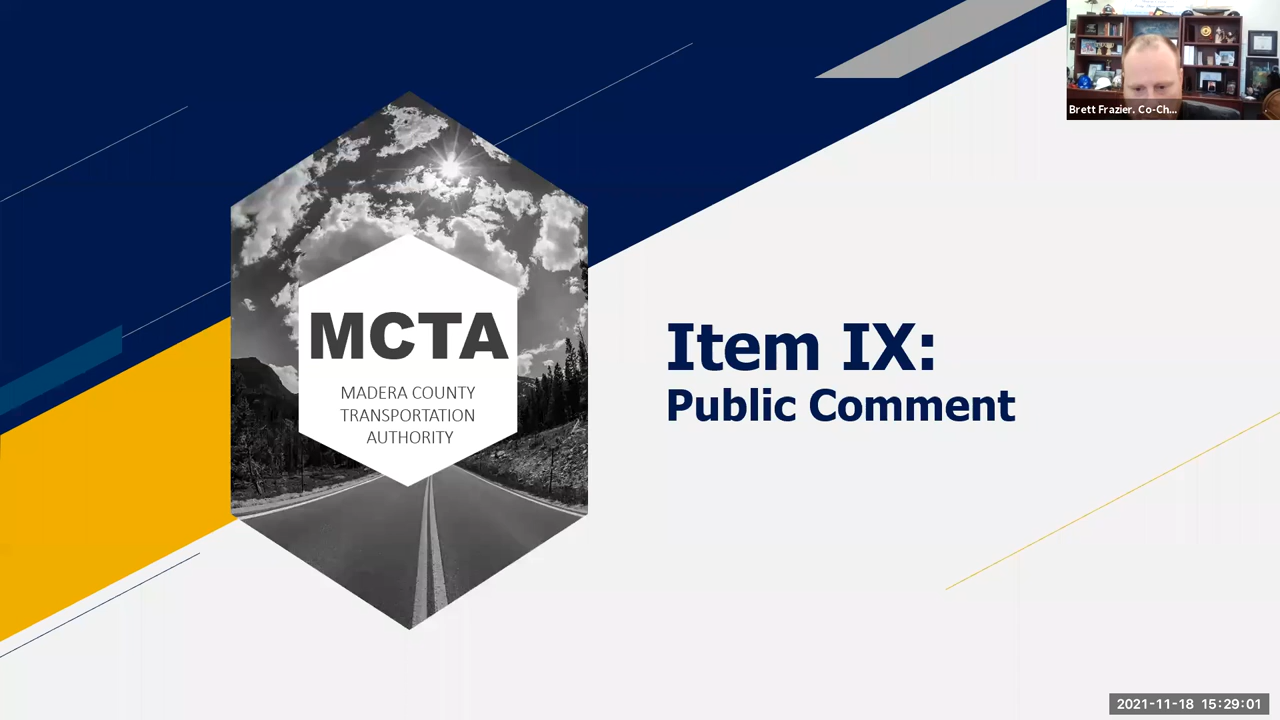 Brett Frazier, Co-Ch...
MCTA
MADERA COUNTY
TRANSPORTATION
AUTHORITY
Item IX:
Public Comment
2021-11-18 15:29:01